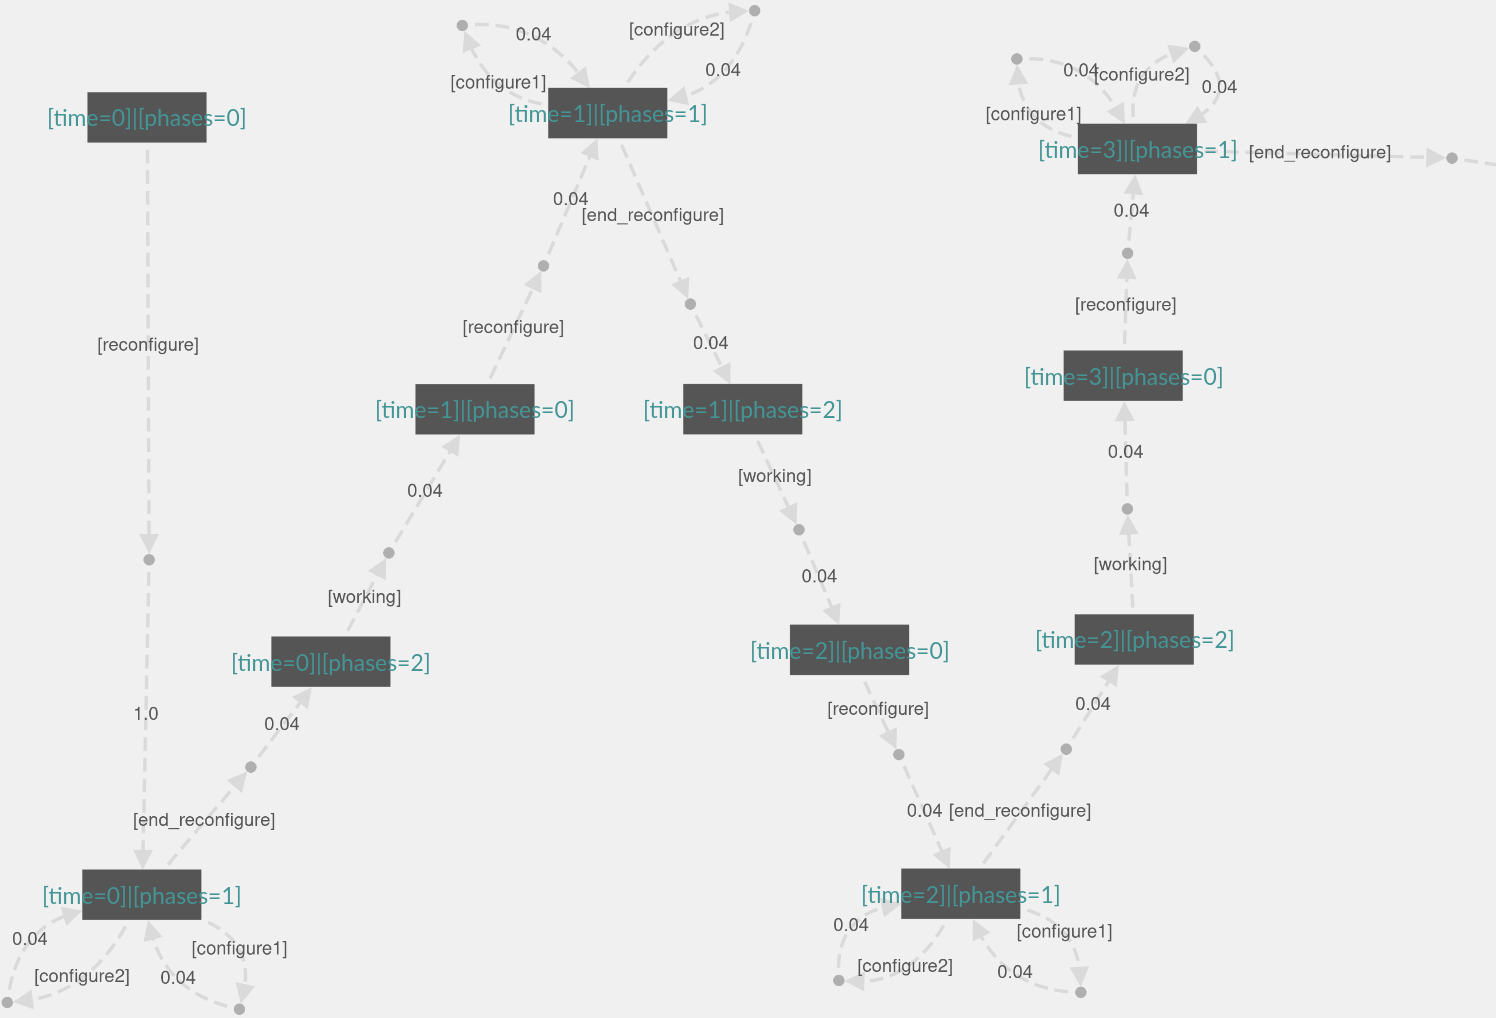 0.04
[configure2]
0.04
[configure1]
[time=1]|[phases=1]
0.04
[configure2]
0.04
[configure1]
[time=3]|[phases=1]
[end_reconfigure]
[time=0]|[phases=0]
0.04
[end_reconfigure]
0.04
[reconfigure]
[reconfigure]
[reconfigure]
0.04
[time=3]|[phases=0]
[time=1]|[phases=0]
[time=1]|[phases=2]
0.04
[working]
0.04
[working]
0.04
[working]
[time=0]|[phases=2]
[time=2]|[phases=0]
[time=2]|[phases=2]
1.0
0.04
[reconfigure]
0.04
[end_reconfigure]
0.04
[end_reconfigure]
[time=0]|[phases=1]
[time=2]|[phases=1]
0.04
[configure1]
[configure2]
0.04
0.04
[configure1]
[configure2]
0.04